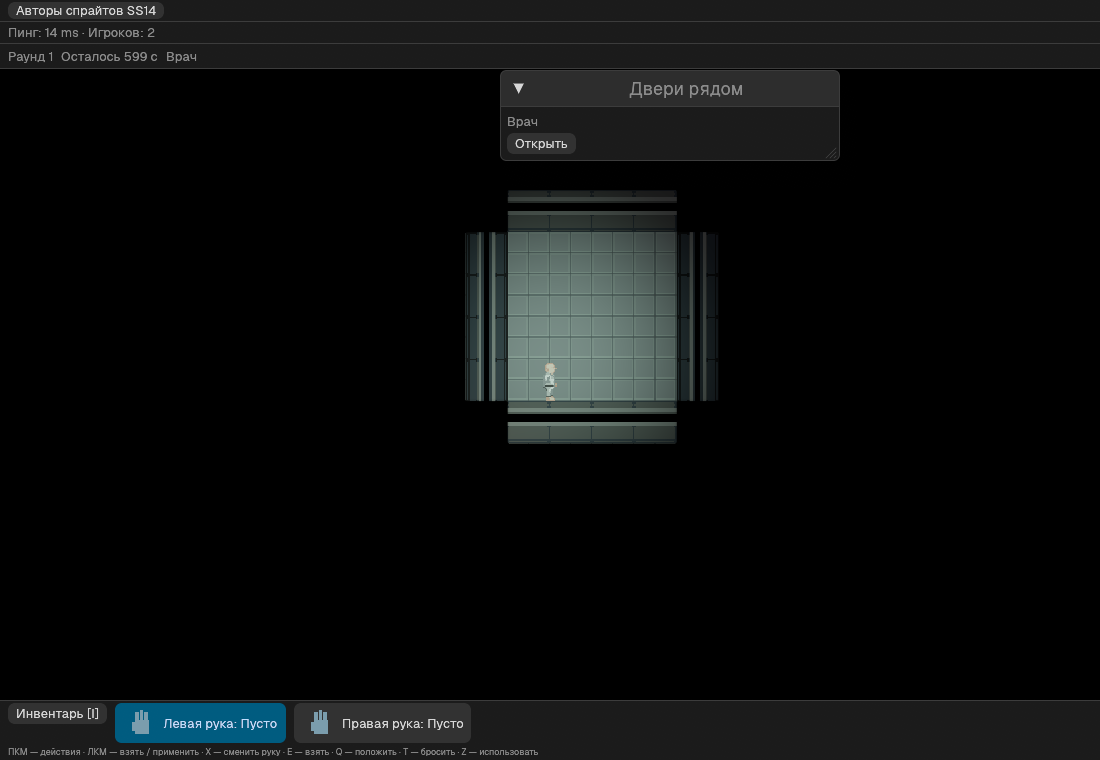 Авторы спрайтов SS14
Пинг: 14 ms · Игроков: 2
Раунд 1 Осталось 599 с Врач
▼ Двери рядом
Врач
Открыть
Инвентарь [I]
Левая рука: Пусто
Правая рука: Пусто
ПКМ — действия · ЛКМ — взять / применить · X — сменить руку · E — взять · Q — положить · T — бросить · Z — использовать